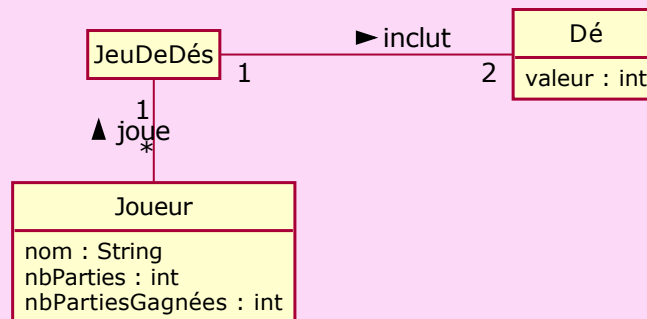 JeuDeDés
inclut
1
2
Dé
valeur : int
1
joue
*
Joueur
nom : String
nbParties : int
nbPartiesGagnées : int